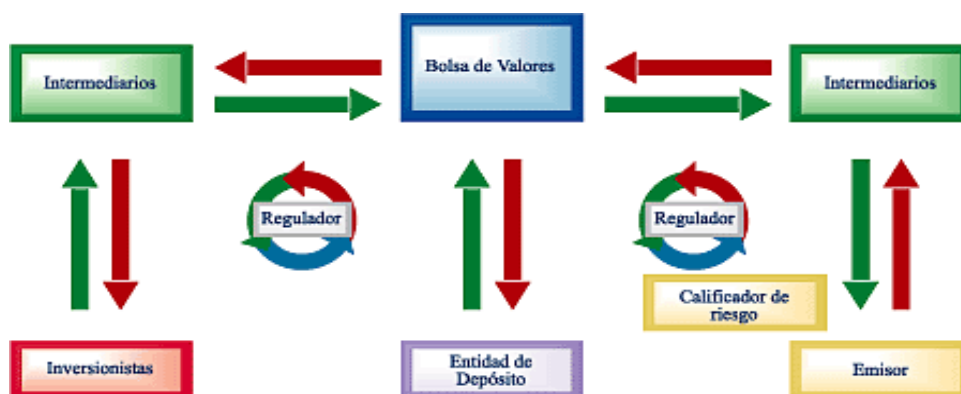 Intermediarios
Bolsa de Valores
Intermediarios
Regulador
Regulador
Calificador de
riesgo
Inversionistas
Entidad de
Depósito
Emisor